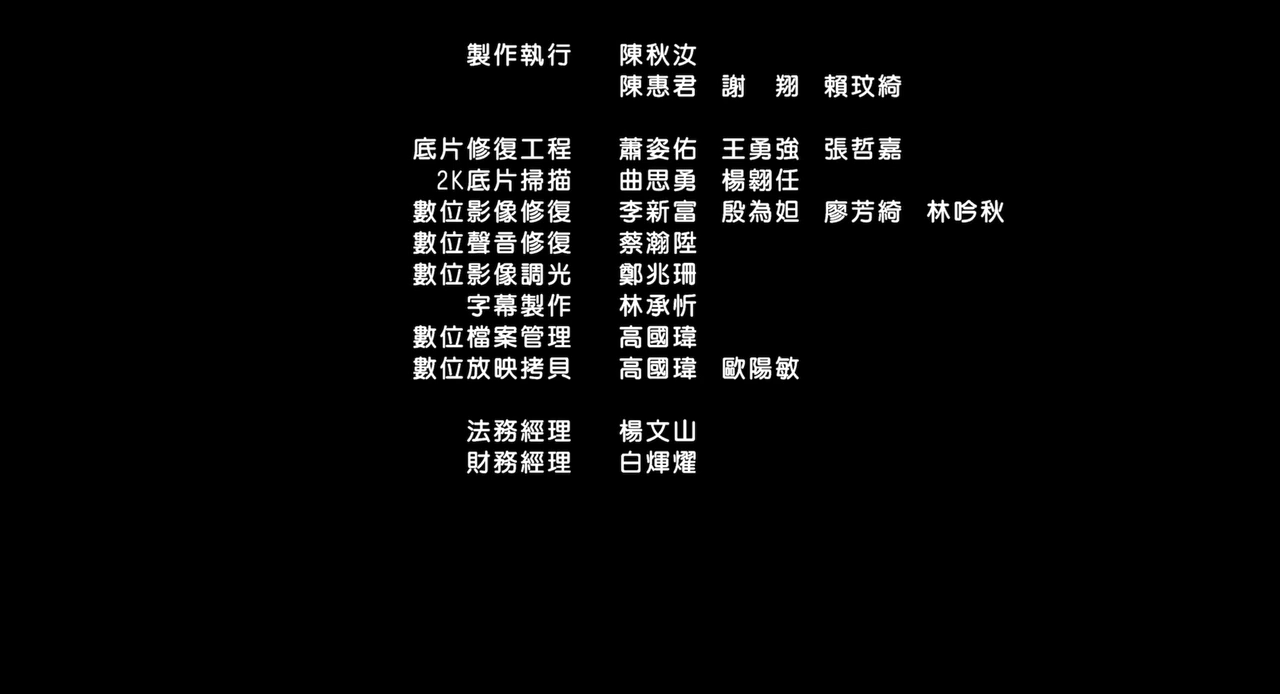 製作執行 陳秋汝
陳惠君 謝 翔 賴玟綺
底片修復工程 蕭姿佑 王勇強 張哲嘉
2K底片掃描 曲思勇 楊翱任
數位影像修復 李新富 殷為妲 廖芳綺 林吟秋
數位聲音修復 蔡瀚陞
數位影像調光 鄭兆珊
字幕製作 林承忻
數位檔案管理 高國瑋
數位放映拷貝 高國瑋 歐陽敏
法務經理 楊文山
財務經理 白煇燿